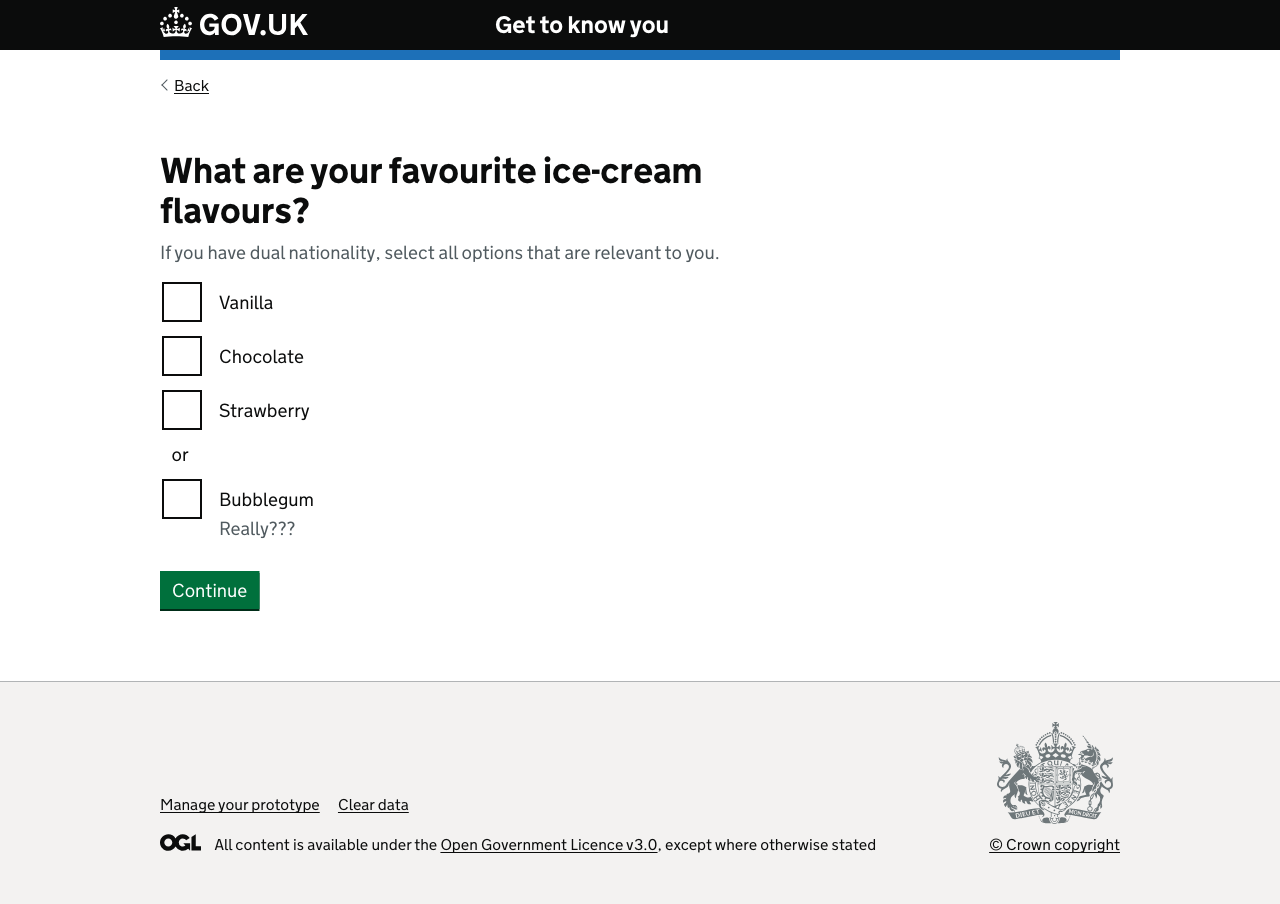 GOV.UK
Get to know you
Back
What are your favourite ice-cream
flavours?
If you have dual nationality, select all options that are relevant to you.
Vanilla
Chocolate
Strawberry
or
Bubblegum
Really???
Continue
Manage your prototype Clear data
OGL All content is available under the Open Government Licence v3.0, except where otherwise stated
© Crown copyright